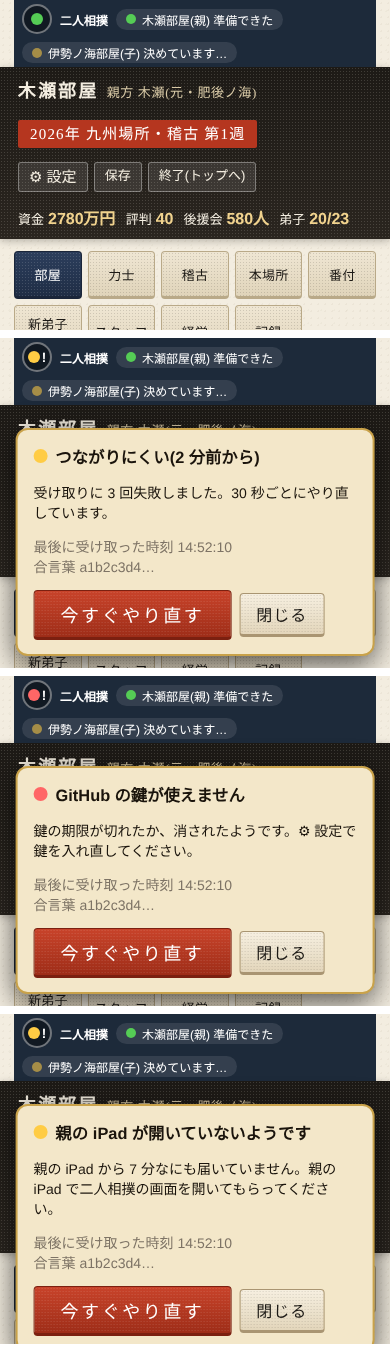 二人相撲 木瀬部屋(親) 準備できた
伊勢ノ海部屋(子) 決めています…
木瀬部屋 親方 木瀬(元・肥後ノ海)
2026年 九州場所・稽古 第1週
⚙ 設定 保存 終了(トップへ)
資金 2780万円 評判 40 後援会 580人 弟子 20/23
部屋 力士 稽古 本場所 番付
新弟子
! 二人相撲 木瀬部屋(親) 準備できた
伊勢ノ海部屋(子) 決めています…
つながりにくい(2 分前から)
受け取りに 3 回失敗しました。30 秒ごとにやり直
しています。
最後に受け取った時刻 14:52:10
合言葉 a1b2c3d4…
今すぐやり直す 閉じる
新弟子
! 二人相撲 木瀬部屋(親) 準備できた
伊勢ノ海部屋(子) 決めています…
GitHub の鍵が使えません
鍵の期限が切れたか、消されたようです。⚙ 設定で
鍵を入れ直してください。
最後に受け取った時刻 14:52:10
合言葉 a1b2c3d4…
今すぐやり直す 閉じる
新弟子
! 二人相撲 木瀬部屋(親) 準備できた
伊勢ノ海部屋(子) 決めています…
親の iPad が開いていないようです
親の iPad から 7 分なにも届いていません。親の
iPad で二人相撲の画面を開いてもらってくださ
い。
最後に受け取った時刻 14:52:10
合言葉 a1b2c3d4…
今すぐやり直す 閉じる